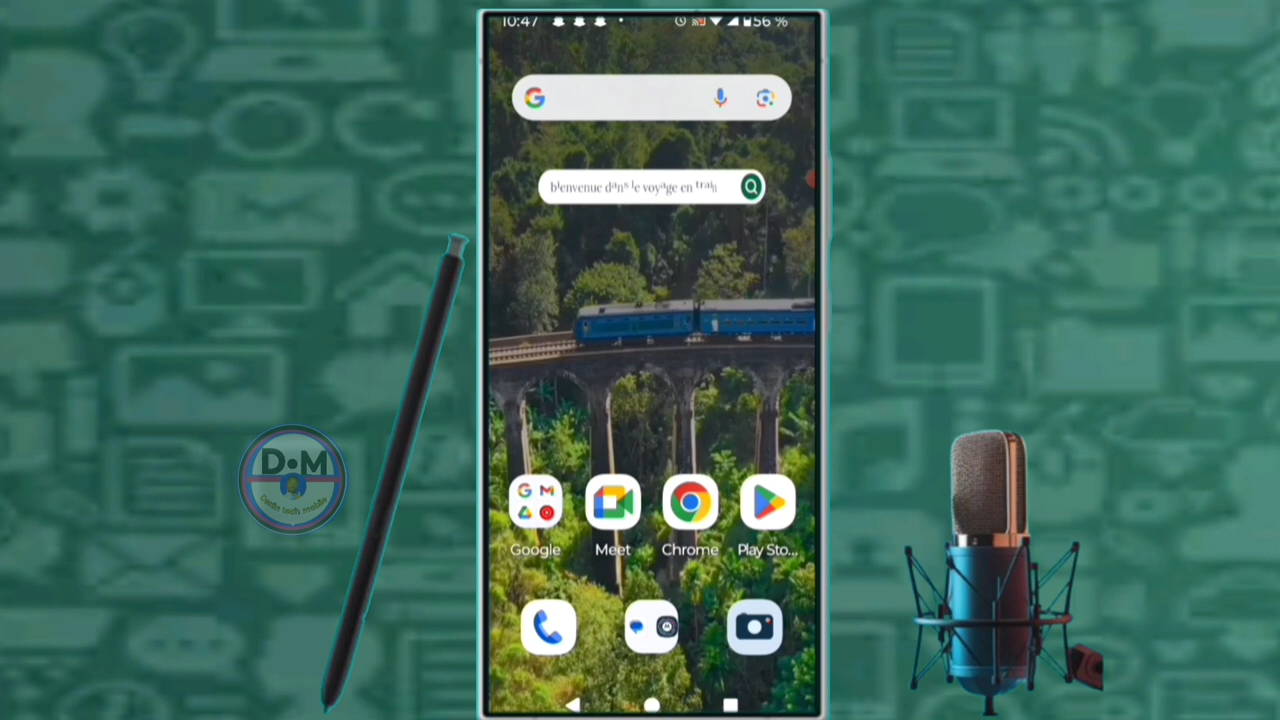 10:47
56 %
bienvenue dans le voyage en train
D•M
Google
Meet
Chrome
Play Sto...